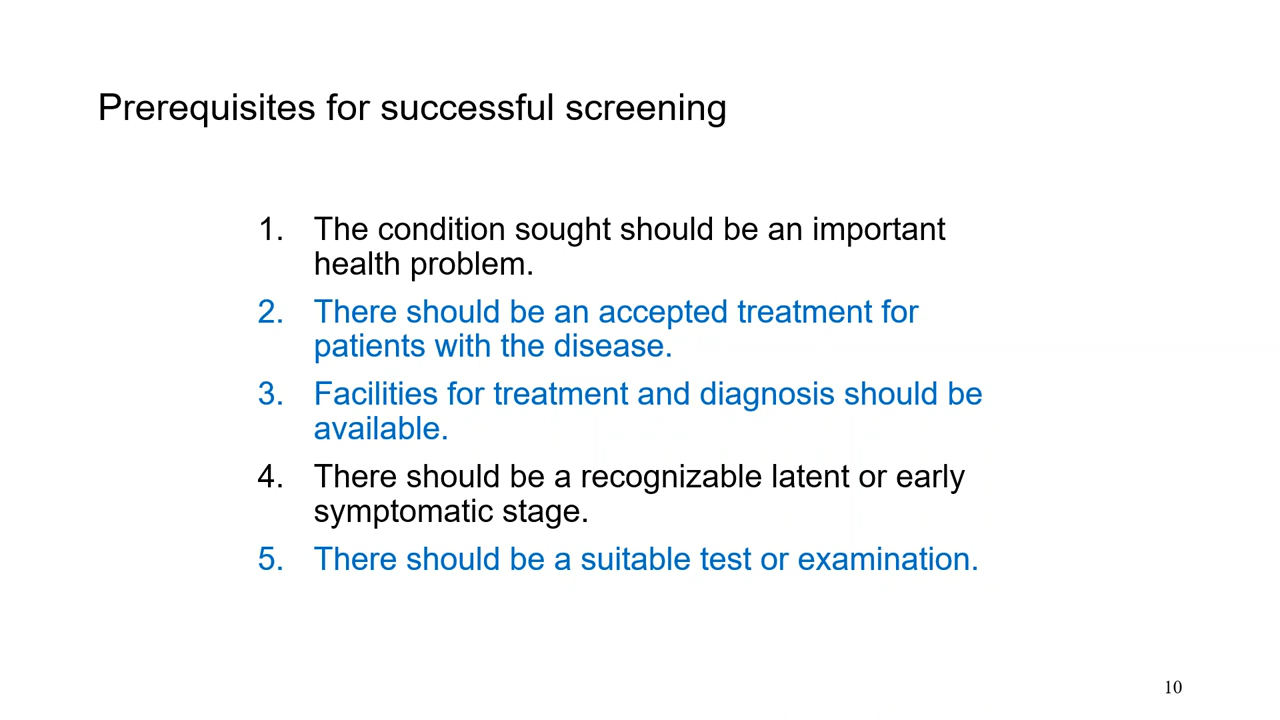 Prerequisites for successful screening
1. The condition sought should be an important
health problem.
2. There should be an accepted treatment for
patients with the disease.
3. Facilities for treatment and diagnosis should be
available.
4. There should be a recognizable latent or early
symptomatic stage.
5. There should be a suitable test or examination.
10